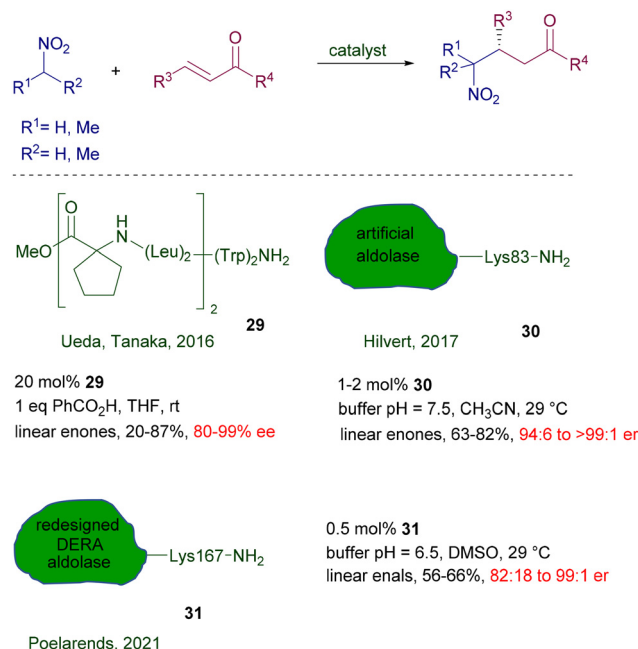 NO₂
R¹ R²
+
R³ O R⁴
catalyst
R³ O
R¹
R² R⁴
NO₂
R¹= H, Me
R²= H, Me
O H
MeO N (Leu)₂ (Trp)₂NH₂
2
29
Ueda, Tanaka, 2016
artificial
aldolase
Lys83-NH₂
30
Hilvert, 2017
20 mol% 29
1 eq PhCO₂H, THF, rt
linear enones, 20-87%, 80-99% ee
1-2 mol% 30
buffer pH = 7.5, CH₃CN, 29 °C
linear enones, 63-82%, 94:6 to >99:1 er
redesigned
DERA
aldolase
Lys167-NH₂
31
Poelarends, 2021
0.5 mol% 31
buffer pH = 6.5, DMSO, 29 °C
linear enals, 56-66%, 82:18 to 99:1 er